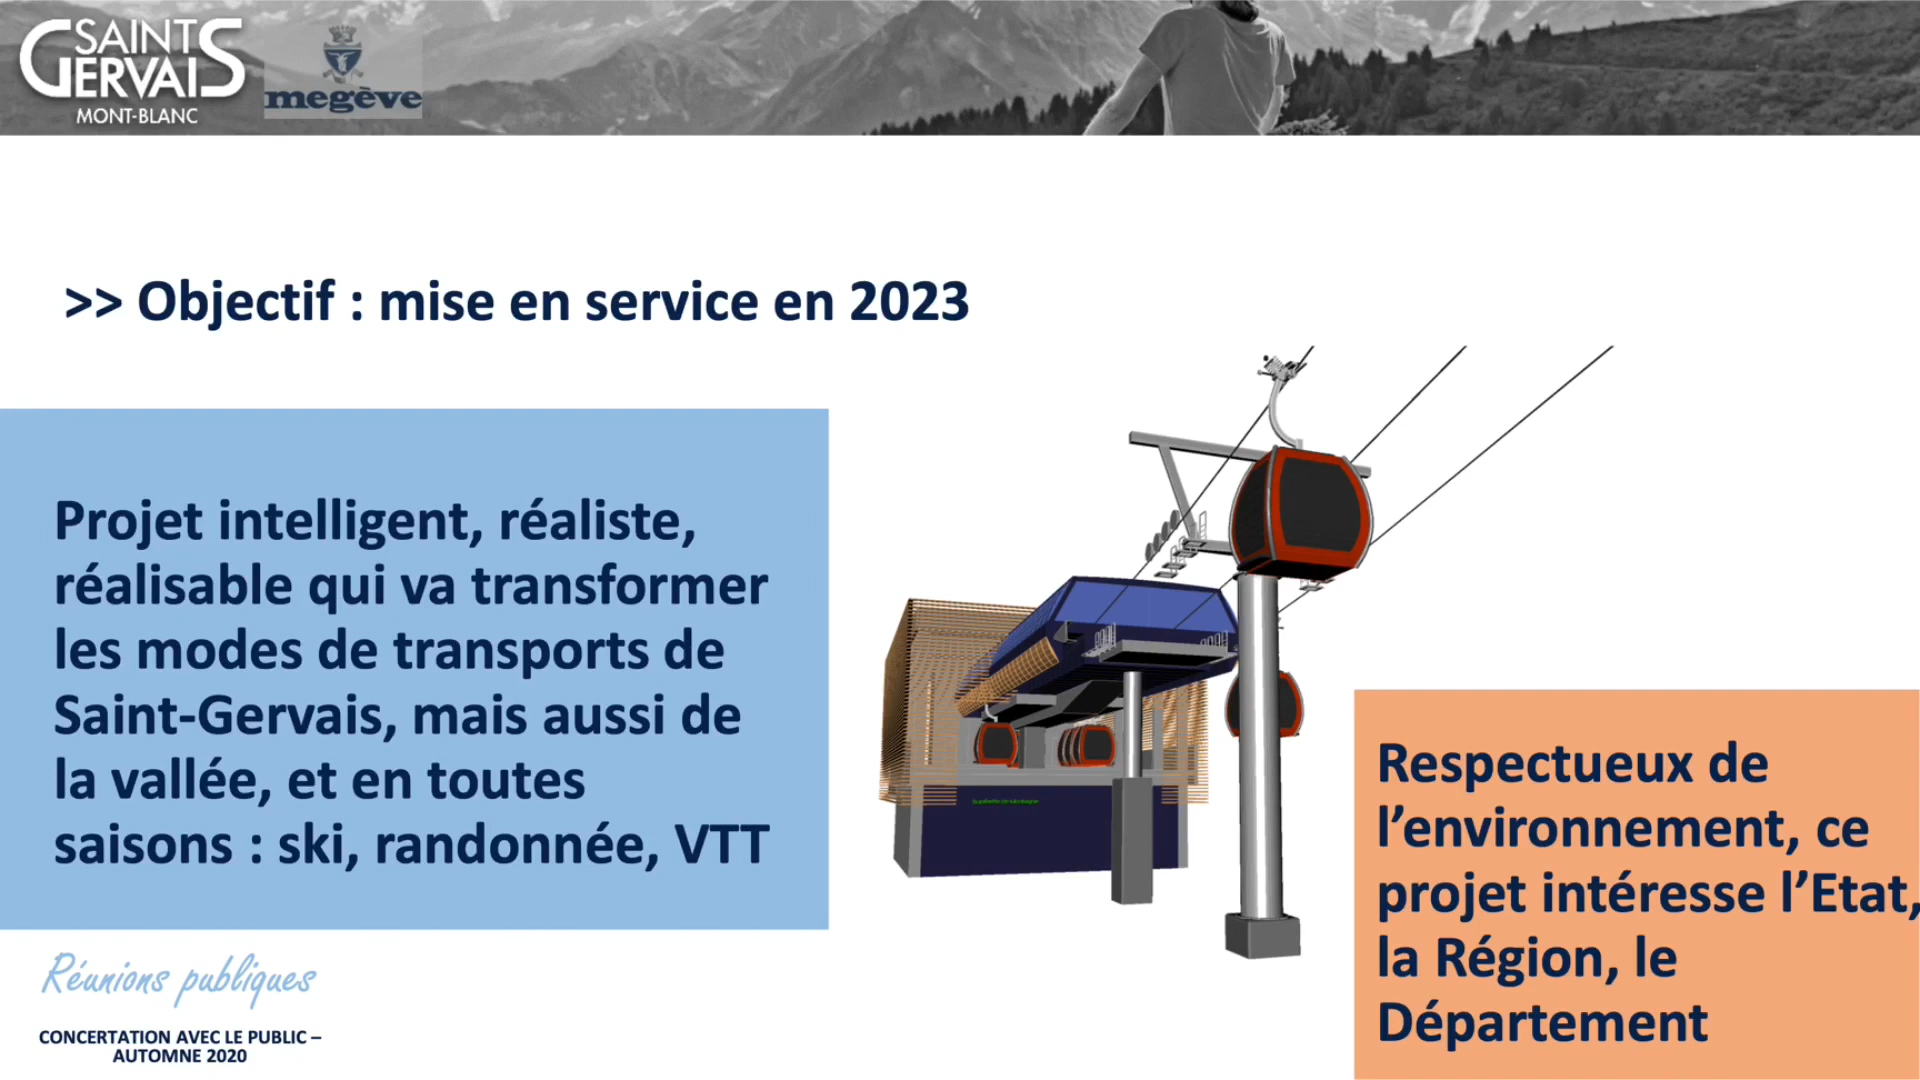 SAINT
GERVAIS
MONT-BLANC
megève
>> Objectif : mise en service en 2023
Projet intelligent, réaliste,
réalisable qui va transformer
les modes de transports de
Saint-Gervais, mais aussi de
la vallée, et en toutes
saisons : ski, randonnée, VTT
Respectueux de
l’environnement, ce
projet intéresse l’Etat,
la Région, le
Département
Réunions publiques
CONCERTATION AVEC LE PUBLIC –
AUTOMNE 2020